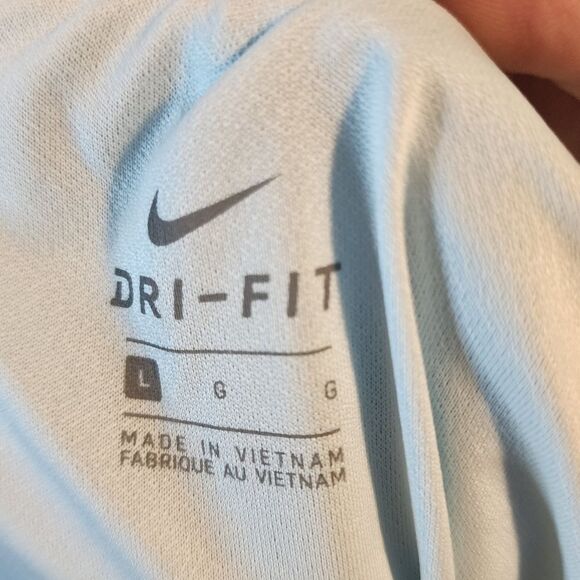 DRI-FIT
L G G
MADE IN VIETNAM
FABRIQUE AU VIETNAM